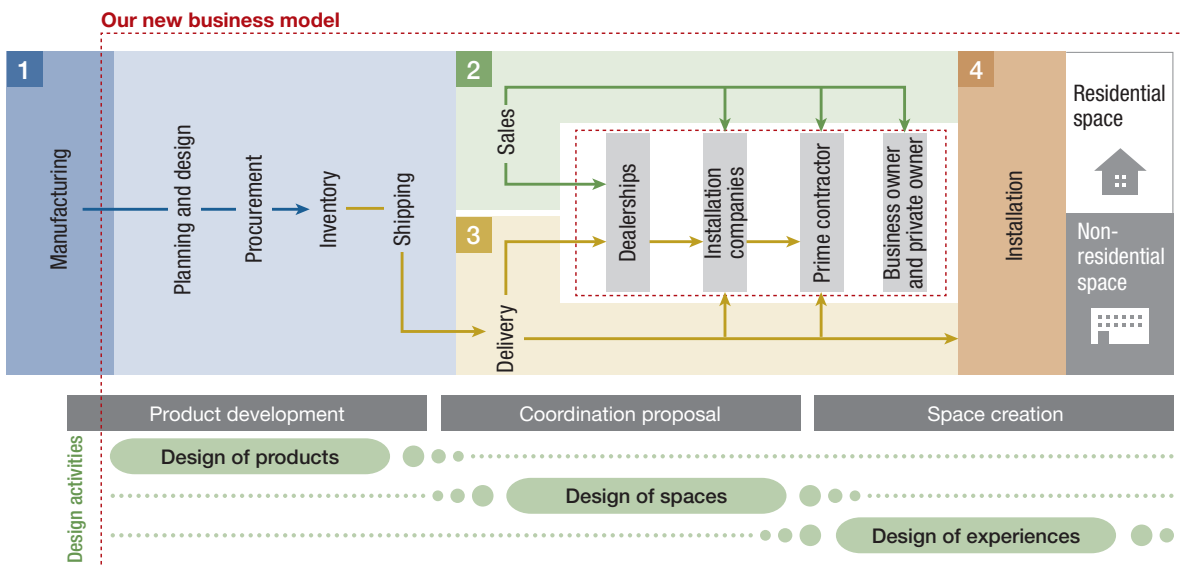 Our new business model
1
Manufacturing
Planning and design
Procurement
Inventory
Shipping
2
Sales
3
Delivery
Dealerships
Installation
companies
Prime contractor
Business owner
and private owner
4
Installation
Residential
space
Non-
residential
space
Product development
Coordination proposal
Space creation
Design activities
Design of products
Design of spaces
Design of experiences